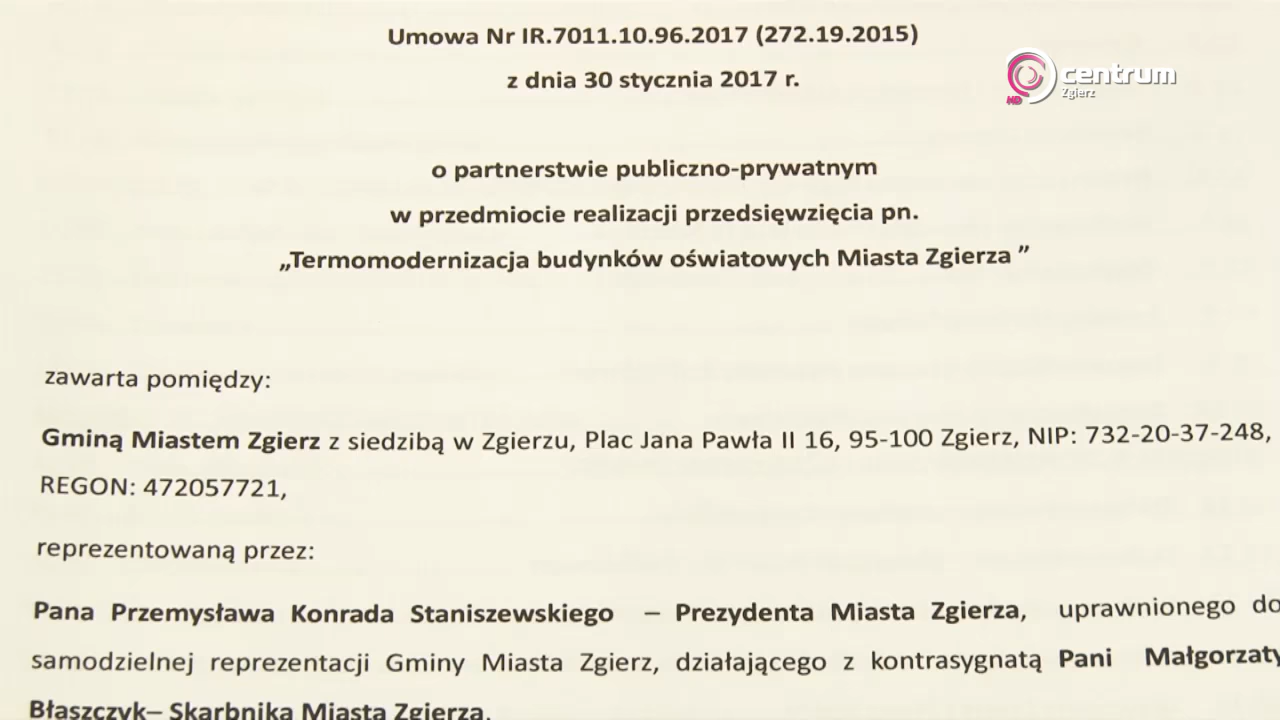 Umowa Nr IR.7011.10.96.2017 (272.19.2015)
z dnia 30 stycznia 2017 r.
centrum
Zgierz
HD
o partnerstwie publiczno-prywatnym
w przedmiocie realizacji przedsięwzięcia pn.
„Termomodernizacja budynków oświatowych Miasta Zgierza ”
zawarta pomiędzy:
Gminą Miastem Zgierz z siedzibą w Zgierzu, Plac Jana Pawła II 16, 95-100 Zgierz, NIP: 732-20-37-248,
REGON: 472057721,
reprezentowaną przez:
Pana Przemysława Konrada Staniszewskiego – Prezydenta Miasta Zgierza, uprawnionego do
samodzielnej reprezentacji Gminy Miasta Zgierz, działającego z kontrasygnatą Pani Małgorzaty
Błaszczyk– Skarbnika Miasta Zgierza.